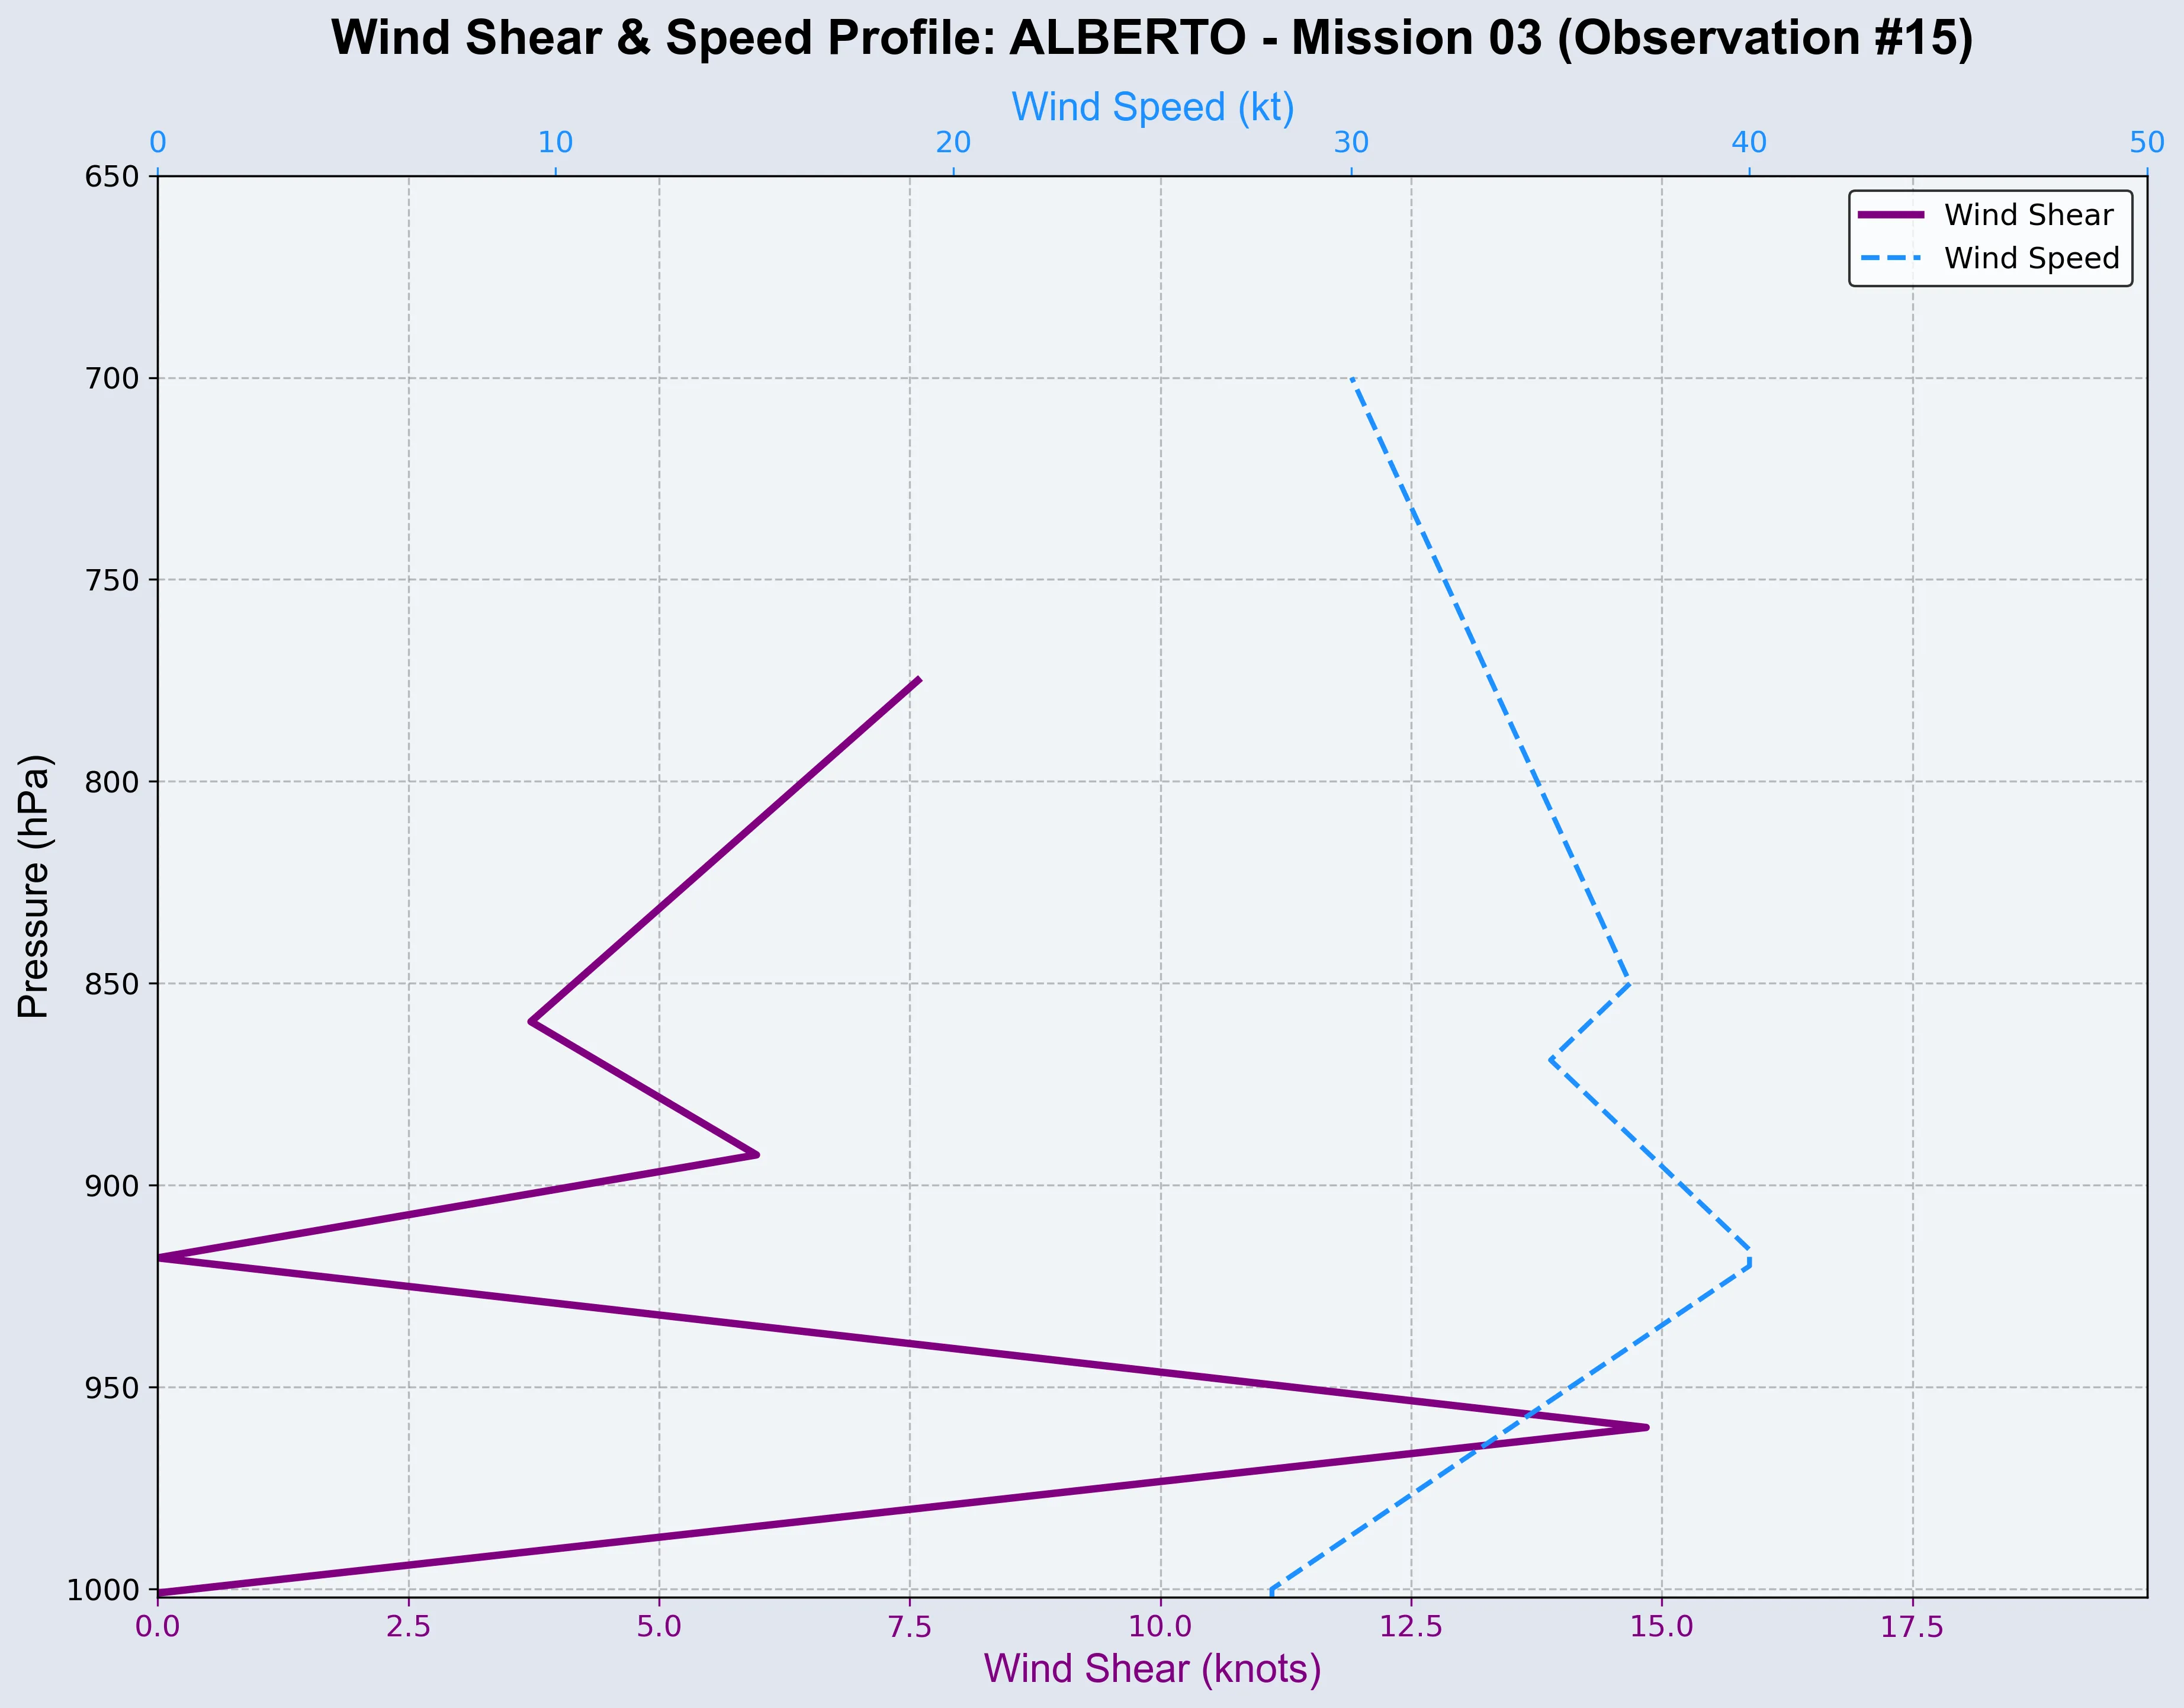 Wind Shear & Speed Profile: ALBERTO - Mission 03 (Observation #15)
Wind Speed (kt)
0 10 20 30 40 50
Wind Shear
Wind Speed
650
700
750
800
850
900
950
1000
Pressure (hPa)
0.0 2.5 5.0 7.5 10.0 12.5 15.0 17.5
Wind Shear (knots)